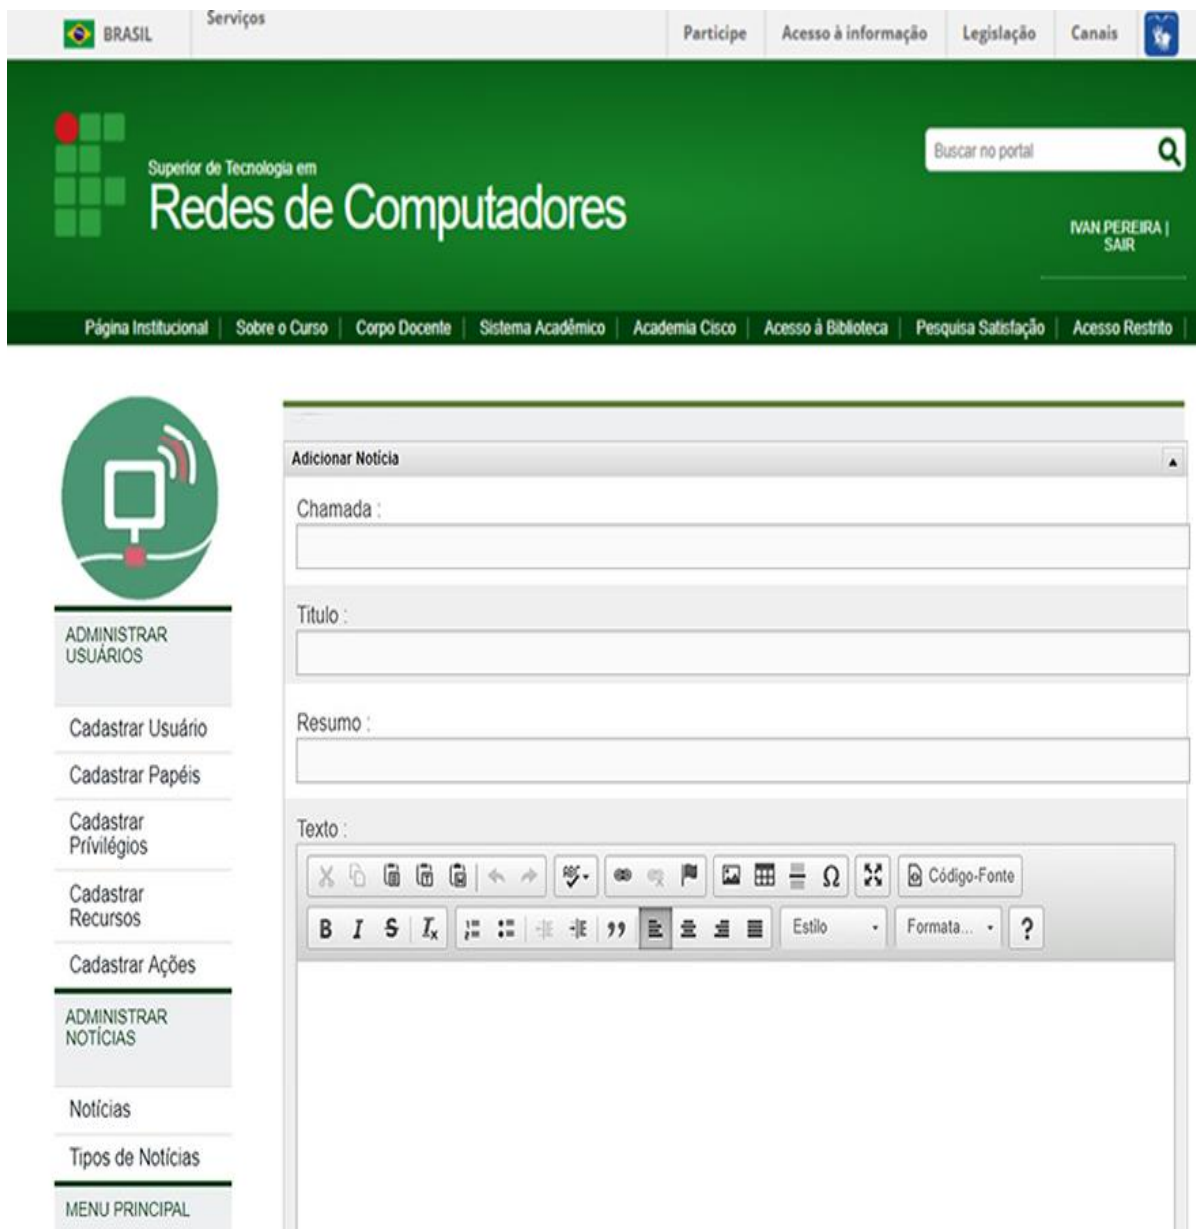 BRASIL
Serviços
Participe
Acesso à informação
Legislação
Canais
Superior de Tecnologia em
Redes de Computadores
Buscar no portal
IVAN.PEREIRA |
SAIR
Página Institucional
Sobre o Curso
Corpo Docente
Sistema Acadêmico
Academia Cisco
Acesso à Biblioteca
Pesquisa Satisfação
Acesso Restrito
ADMINISTRAR
USUÁRIOS
Cadastrar Usuário
Cadastrar Papéis
Cadastrar
Prívilégios
Cadastrar
Recursos
Cadastrar Ações
ADMINISTRAR
NOTÍCIAS
Notícias
Tipos de Notícias
MENU PRINCIPAL
Adicionar Notícia
Chamada :
Titulo :
Resumo :
Texto :
Código-Fonte
Estilo
Formata...